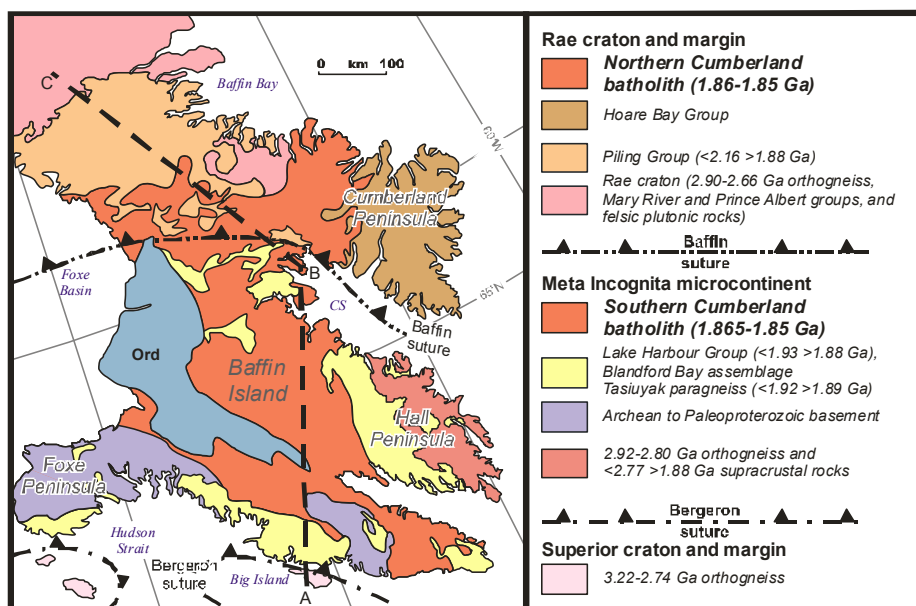 C
Baffin Bay
0 km 100
60°W
Cumberland
Peninsula
Foxe
Basin
B
CS
65°N
Baffin
suture
Ord
Baffin
Island
Hall
Peninsula
Foxe
Peninsula
Hudson
Strait
Bergeron
suture
Big Island
A
Rae craton and margin
Northern Cumberland
batholith (1.86-1.85 Ga)
Hoare Bay Group
Piling Group (<2.16 >1.88 Ga)
Rae craton (2.90-2.66 Ga orthogneiss,
Mary River and Prince Albert groups, and
felsic plutonic rocks)
Baffin
suture
Meta Incognita microcontinent
Southern Cumberland
batholith (1.865-1.85 Ga)
Lake Harbour Group (<1.93 >1.88 Ga),
Blandford Bay assemblage
Tasiuyak paragneiss (<1.92 >1.89 Ga)
Archean to Paleoproterozoic basement
2.92-2.80 Ga orthogneiss and
<2.77 >1.88 Ga supracrustal rocks
Bergeron
suture
Superior craton and margin
3.22-2.74 Ga orthogneiss